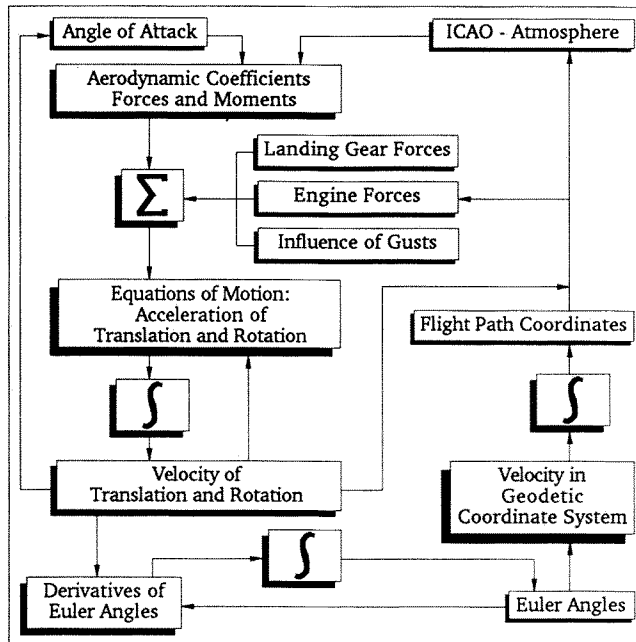 Angle of Attack
ICAO - Atmosphere
Aerodynamic Coefficients
Forces and Moments
Landing Gear Forces
Σ
Engine Forces
Influence of Gusts
Equations of Motion:
Acceleration of
Translation and Rotation
Flight Path Coordinates
∫
∫
Velocity of
Translation and Rotation
Velocity in
Geodetic
Coordinate System
∫
Derivatives of
Euler Angles
Euler Angles